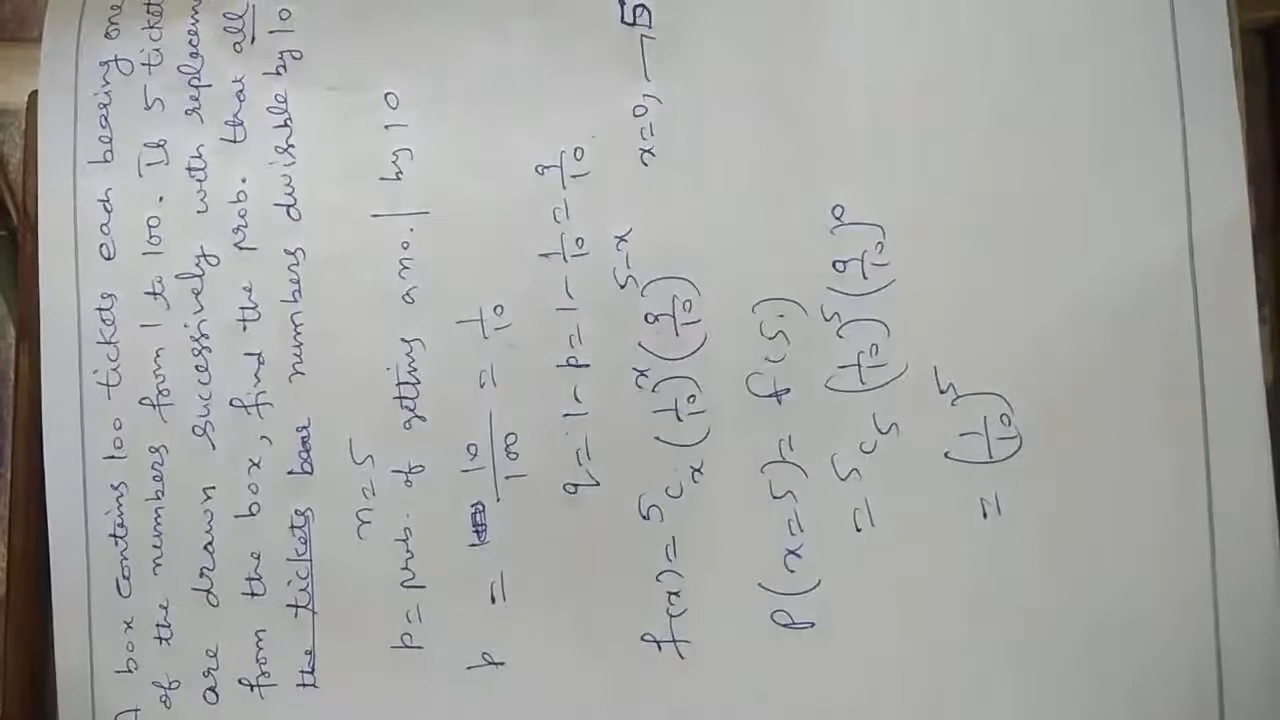 A box contains 100 tickets each bearing one
of the numbers from 1 to 100. If 5 ticket
are drawn successively with replacem
from the box, find the prob. that all
the tickets bear numbers divisible by 10
n=5
p = prob. of getting a no. | by 10
p = 10/100 = 1/10
q = 1 - p = 1 - 1/10 = 9/10
f(x) = ⁵Cₓ (1/10)ˣ (9/10)⁵⁻ˣ x=0, — 5
P(x=5) = f(5)
= ⁵C₅ (1/10)⁵ (9/10)⁰
= (1/10)⁵